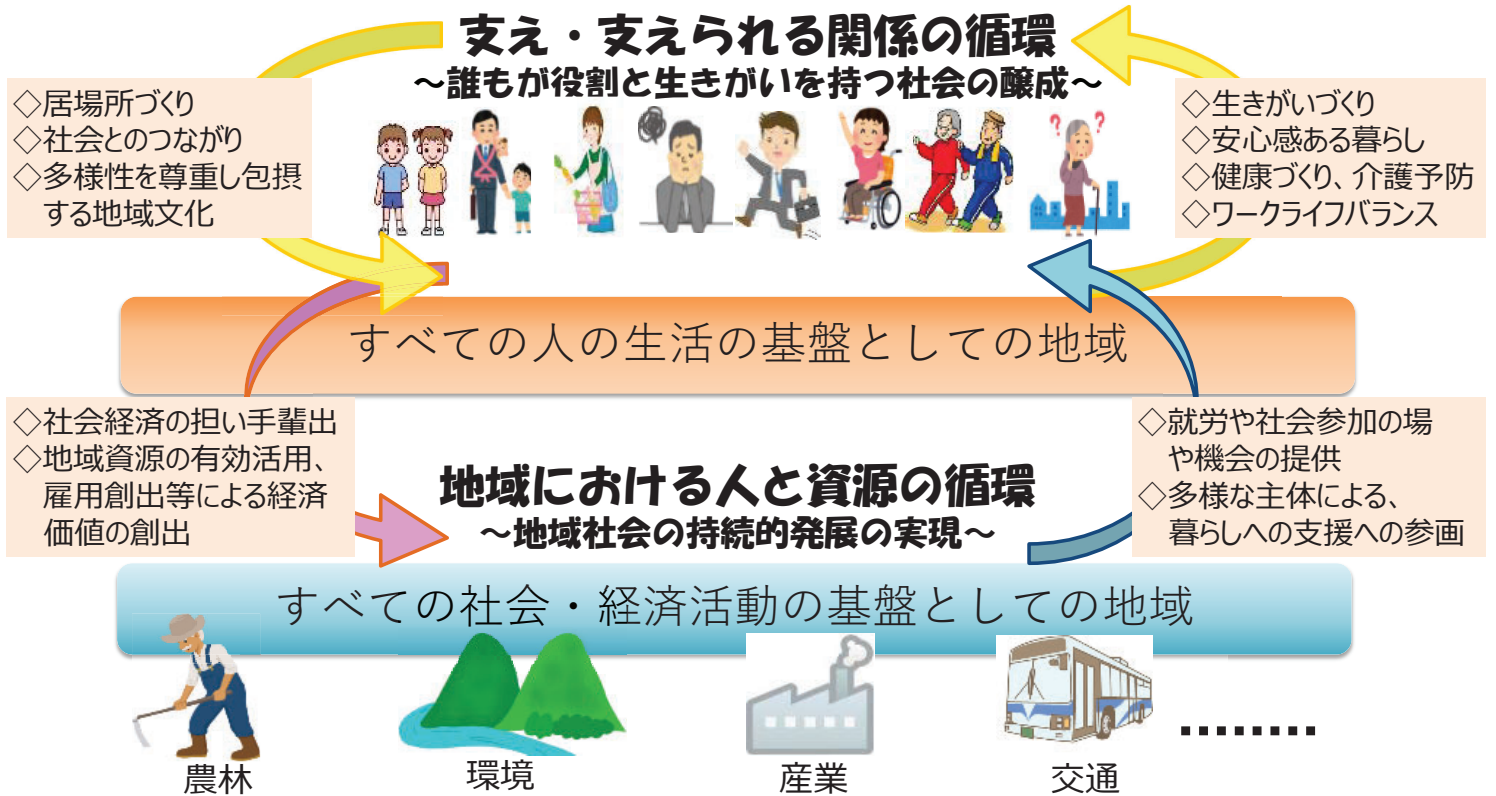 支え・支えられる関係の循環
～誰もが役割と生きがいを持つ社会の醸成～
◇居場所づくり
◇社会とのつながり
◇多様性を尊重し包摂
する地域文化
◇生きがいづくり
◇安心感ある暮らし
◇健康づくり、介護予防
◇ワークライフバランス
? ?
すべての人の生活の基盤としての地域
◇社会経済の担い手輩出
◇地域資源の有効活用、
雇用創出等による経済
価値の創出
地域における人と資源の循環
～地域社会の持続的発展の実現～
◇就労や社会参加の場
や機会の提供
◇多様な主体による、
暮らしへの支援への参画
すべての社会・経済活動の基盤としての地域
農林
環境
産業
交通
………